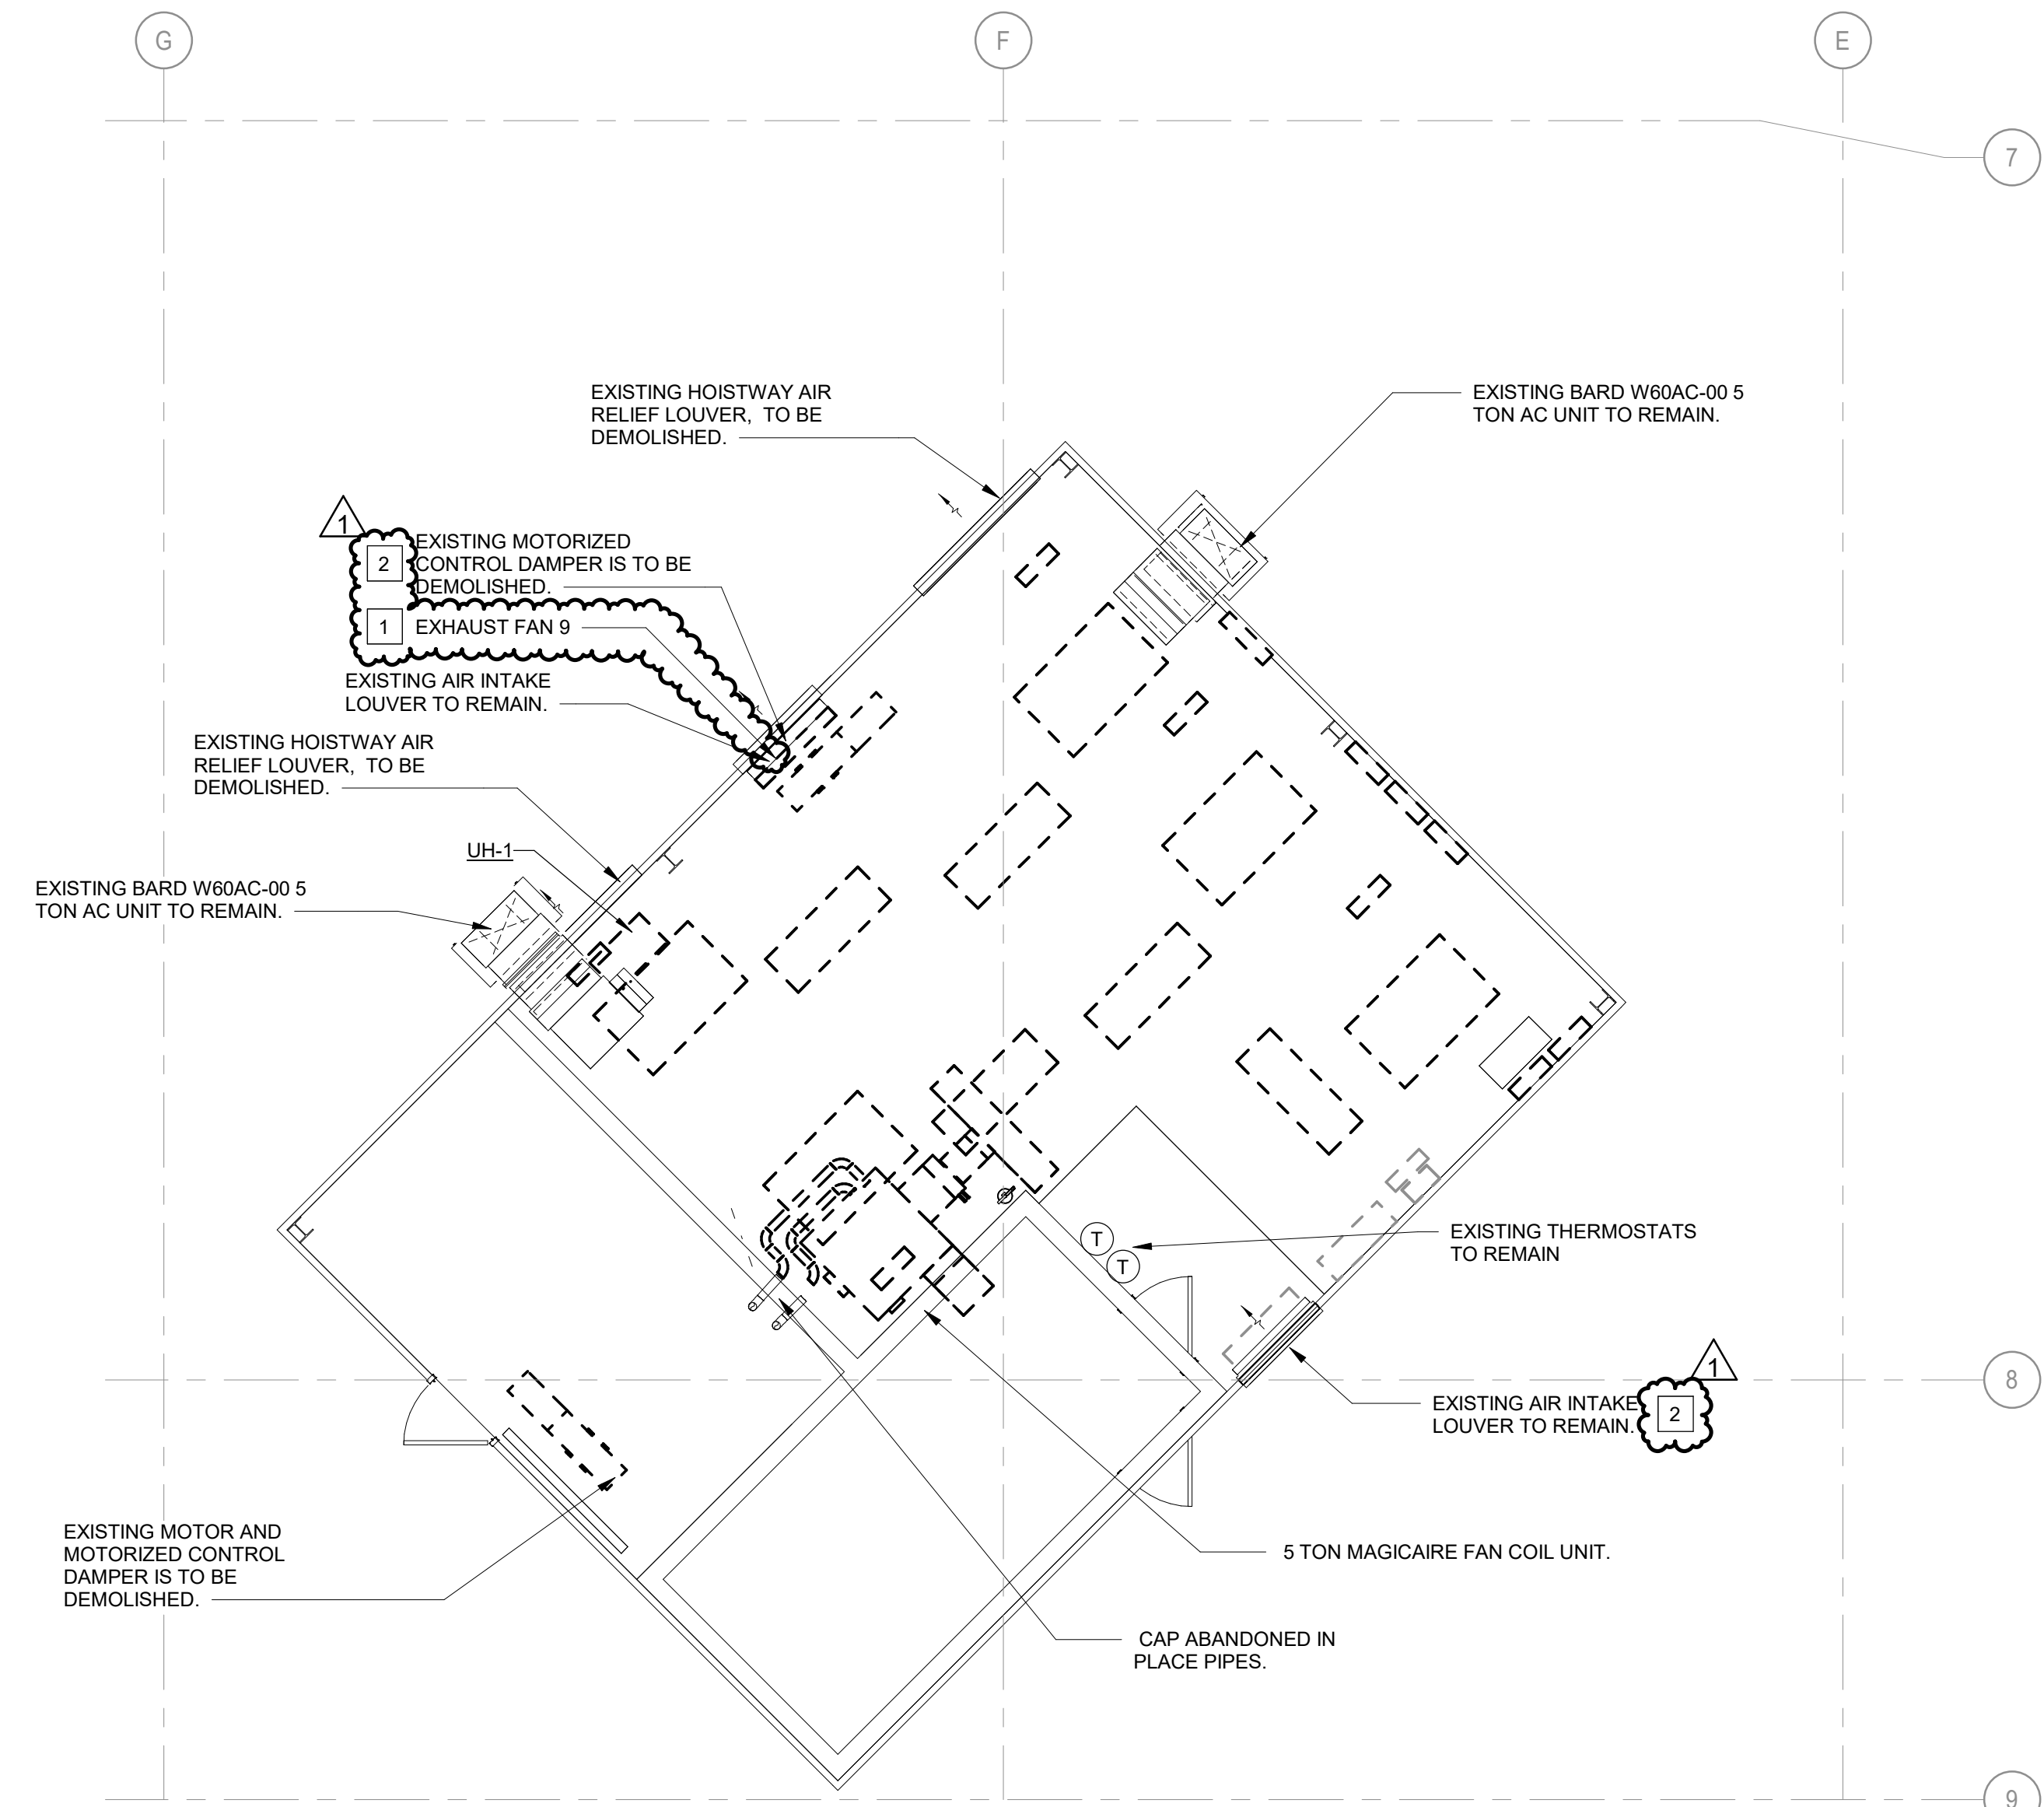 G
F
E
7
EXISTING HOISTWAY AIR
RELIEF LOUVER, TO BE
DEMOLISHED.
EXISTING BARD W60AC-00 5
TON AC UNIT TO REMAIN.
1
2
EXISTING MOTORIZED
CONTROL DAMPER IS TO BE
DEMOLISHED.
1
EXHAUST FAN 9
EXISTING AIR INTAKE
LOUVER TO REMAIN.
EXISTING HOISTWAY AIR
RELIEF LOUVER, TO BE
DEMOLISHED.
UH-1
EXISTING BARD W60AC-00 5
TON AC UNIT TO REMAIN.
T
T
EXISTING THERMOSTATS
TO REMAIN
1
8
EXISTING AIR INTAKE
LOUVER TO REMAIN.
2
EXISTING MOTOR AND
MOTORIZED CONTROL
DAMPER IS TO BE
DEMOLISHED.
5 TON MAGICAIRE FAN COIL UNIT.
CAP ABANDONED IN
PLACE PIPES.
9